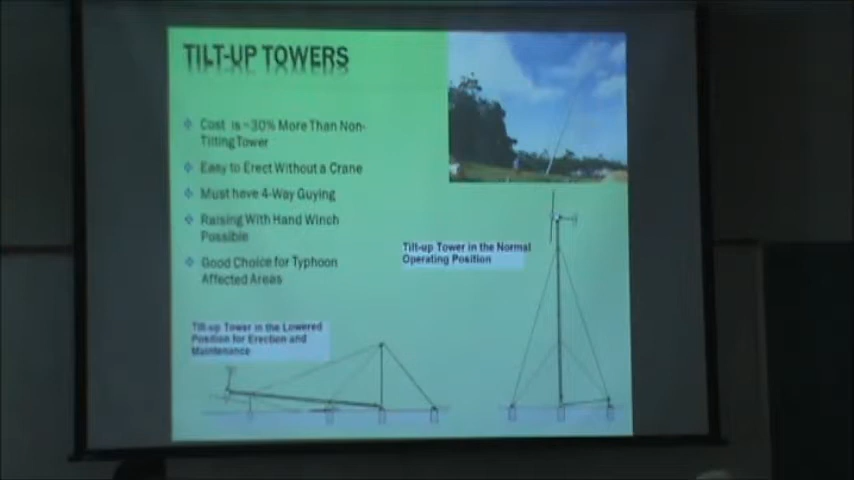 TILT-UP TOWERS
Cost is ~30% More Than Non-
Tilting Tower
Easy to Erect Without a Crane
Must have 4-Way Guying
Raising With Hand Winch
Possible
Good Choice for Typhoon
Affected Areas
Tilt-up Tower in the Normal
Operating Position
Tilt-up Tower in the Lowered
Position for Erection and
Maintenance